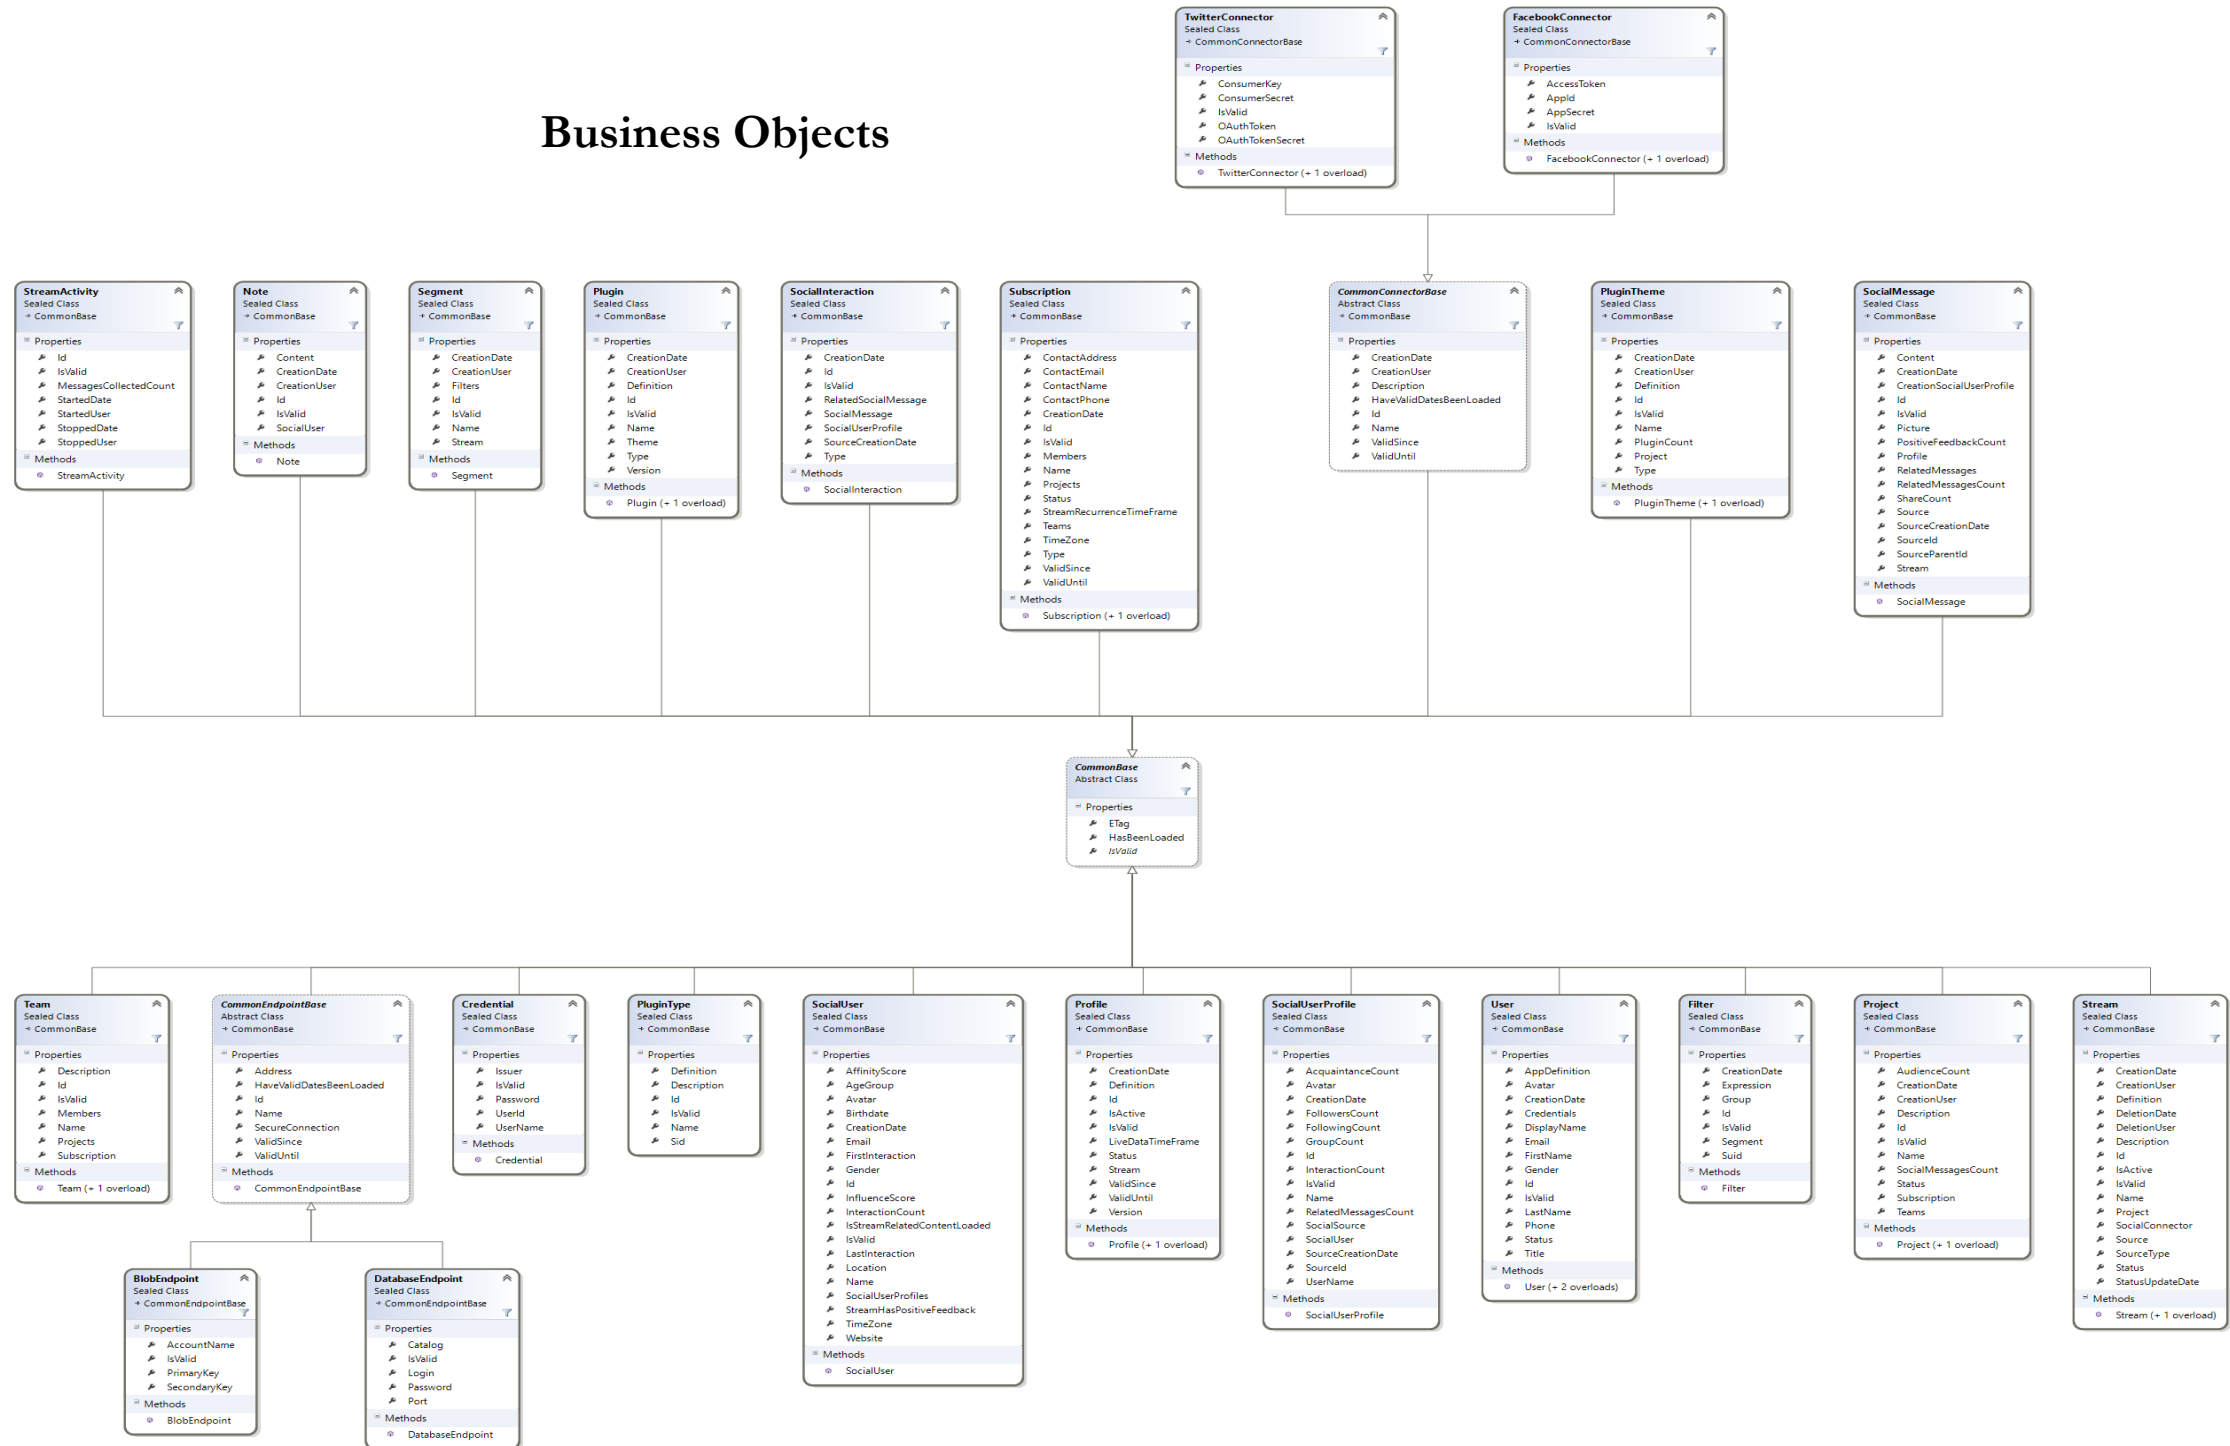 Business Objects
TwitterConnector
Sealed Class
CommonConnectorBase
Properties
ConsumerKey
ConsumerSecret
IsValid
OAuthToken
OAuthTokenSecret
Methods
TwitterConnector (+ 1 overload)
FacebookConnector
Sealed Class
CommonConnectorBase
Properties
AccessToken
AppId
AppSecret
IsValid
Methods
FacebookConnector (+ 1 overload)
StreamActivity
Sealed Class
CommonBase
Properties
Id
IsValid
MessagesCollectedCount
StartedDate
StartedUser
StoppedDate
StoppedUser
Methods
StreamActivity
Note
Sealed Class
CommonBase
Properties
Content
CreationDate
CreationUser
Id
IsValid
SocialUser
Methods
Note
Segment
Sealed Class
CommonBase
Properties
CreationDate
CreationUser
Filters
Id
IsValid
Name
Stream
Methods
Segment
Plugin
Sealed Class
CommonBase
Properties
CreationDate
CreationUser
Definition
Id
IsValid
Name
Theme
Type
Version
Methods
Plugin (+ 1 overload)
SocialInteraction
Sealed Class
CommonBase
Properties
CreationDate
Id
IsValid
RelatedSocialMessage
SocialMessage
SocialUserProfile
SourceCreationDate
Type
Methods
SocialInteraction
Subscription
Sealed Class
CommonBase
Properties
ContactAddress
ContactEmail
ContactName
ContactPhone
CreationDate
Id
IsValid
Members
Name
Projects
Status
StreamRecurrenceTimeFrame
Teams
TimeZone
Type
ValidSince
ValidUntil
Methods
Subscription (+ 1 overload)
CommonConnectorBase
Abstract Class
CommonBase
Properties
CreationDate
CreationUser
Description
HaveValidDatesBeenLoaded
Id
Name
ValidSince
ValidUntil
PluginTheme
Sealed Class
CommonBase
Properties
CreationDate
CreationUser
Definition
Id
IsValid
Name
PluginCount
Project
Type
Methods
PluginTheme (+ 1 overload)
SocialMessage
Sealed Class
CommonBase
Properties
Content
CreationDate
CreationSocialUserProfile
Id
IsValid
Picture
PositiveFeedbackCount
Profile
RelatedMessages
RelatedMessagesCount
ShareCount
Source
SourceCreationDate
SourceId
SourceParentId
Stream
Methods
SocialMessage
CommonBase
Abstract Class
Properties
ETag
HasBeenLoaded
IsValid
Team
Sealed Class
CommonBase
Properties
Description
Id
IsValid
Members
Name
Projects
Subscription
Methods
Team (+ 1 overload)
CommonEndpointBase
Abstract Class
CommonBase
Properties
Address
HaveValidDatesBeenLoaded
Id
Name
SecureConnection
ValidSince
ValidUntil
Methods
CommonEndpointBase
Credential
Sealed Class
CommonBase
Properties
Issuer
IsValid
Password
UserId
UserName
Methods
Credential
PluginType
Sealed Class
CommonBase
Properties
Definition
Description
Id
IsValid
Name
Sid
SocialUser
Sealed Class
CommonBase
Properties
AffinityScore
AgeGroup
Avatar
Birthdate
CreationDate
Email
FirstInteraction
Gender
Id
InfluenceScore
InteractionCount
IsStreamRelatedContentLoaded
IsValid
LastInteraction
Location
Name
SocialUserProfiles
StreamHasPositiveFeedback
TimeZone
Website
Methods
SocialUser
Profile
Sealed Class
CommonBase
Properties
CreationDate
Definition
Id
IsActive
IsValid
LiveDataTimeFrame
Status
Stream
ValidSince
ValidUntil
Version
Methods
Profile (+ 1 overload)
SocialUserProfile
Sealed Class
CommonBase
Properties
AcquaintanceCount
Avatar
CreationDate
FollowersCount
FollowingCount
GroupCount
Id
InteractionCount
IsValid
Name
RelatedMessagesCount
SocialSource
SocialUser
SourceCreationDate
SourceId
UserName
Methods
SocialUserProfile
User
Sealed Class
CommonBase
Properties
AppDefinition
Avatar
CreationDate
Credentials
DisplayName
Email
FirstName
Gender
Id
IsValid
LastName
Phone
Status
Title
Methods
User (+ 2 overloads)
Filter
Sealed Class
CommonBase
Properties
CreationDate
Expression
Group
Id
IsValid
Segment
Suid
Methods
Filter
Project
Sealed Class
CommonBase
Properties
AudienceCount
CreationDate
CreationUser
Description
Id
IsValid
Name
SocialMessagesCount
Status
Subscription
Teams
Methods
Project (+ 1 overload)
Stream
Sealed Class
CommonBase
Properties
CreationDate
CreationUser
Definition
DeletionDate
DeletionUser
Description
Id
IsActive
IsValid
Name
Project
SocialConnector
Source
SourceType
Status
StatusUpdateDate
Methods
Stream (+ 1 overload)
BlobEndpoint
Sealed Class
CommonEndpointBase
Properties
AccountName
IsValid
PrimaryKey
SecondaryKey
Methods
BlobEndpoint
DatabaseEndpoint
Sealed Class
CommonEndpointBase
Properties
Catalog
IsValid
Login
Password
Port
Methods
DatabaseEndpoint